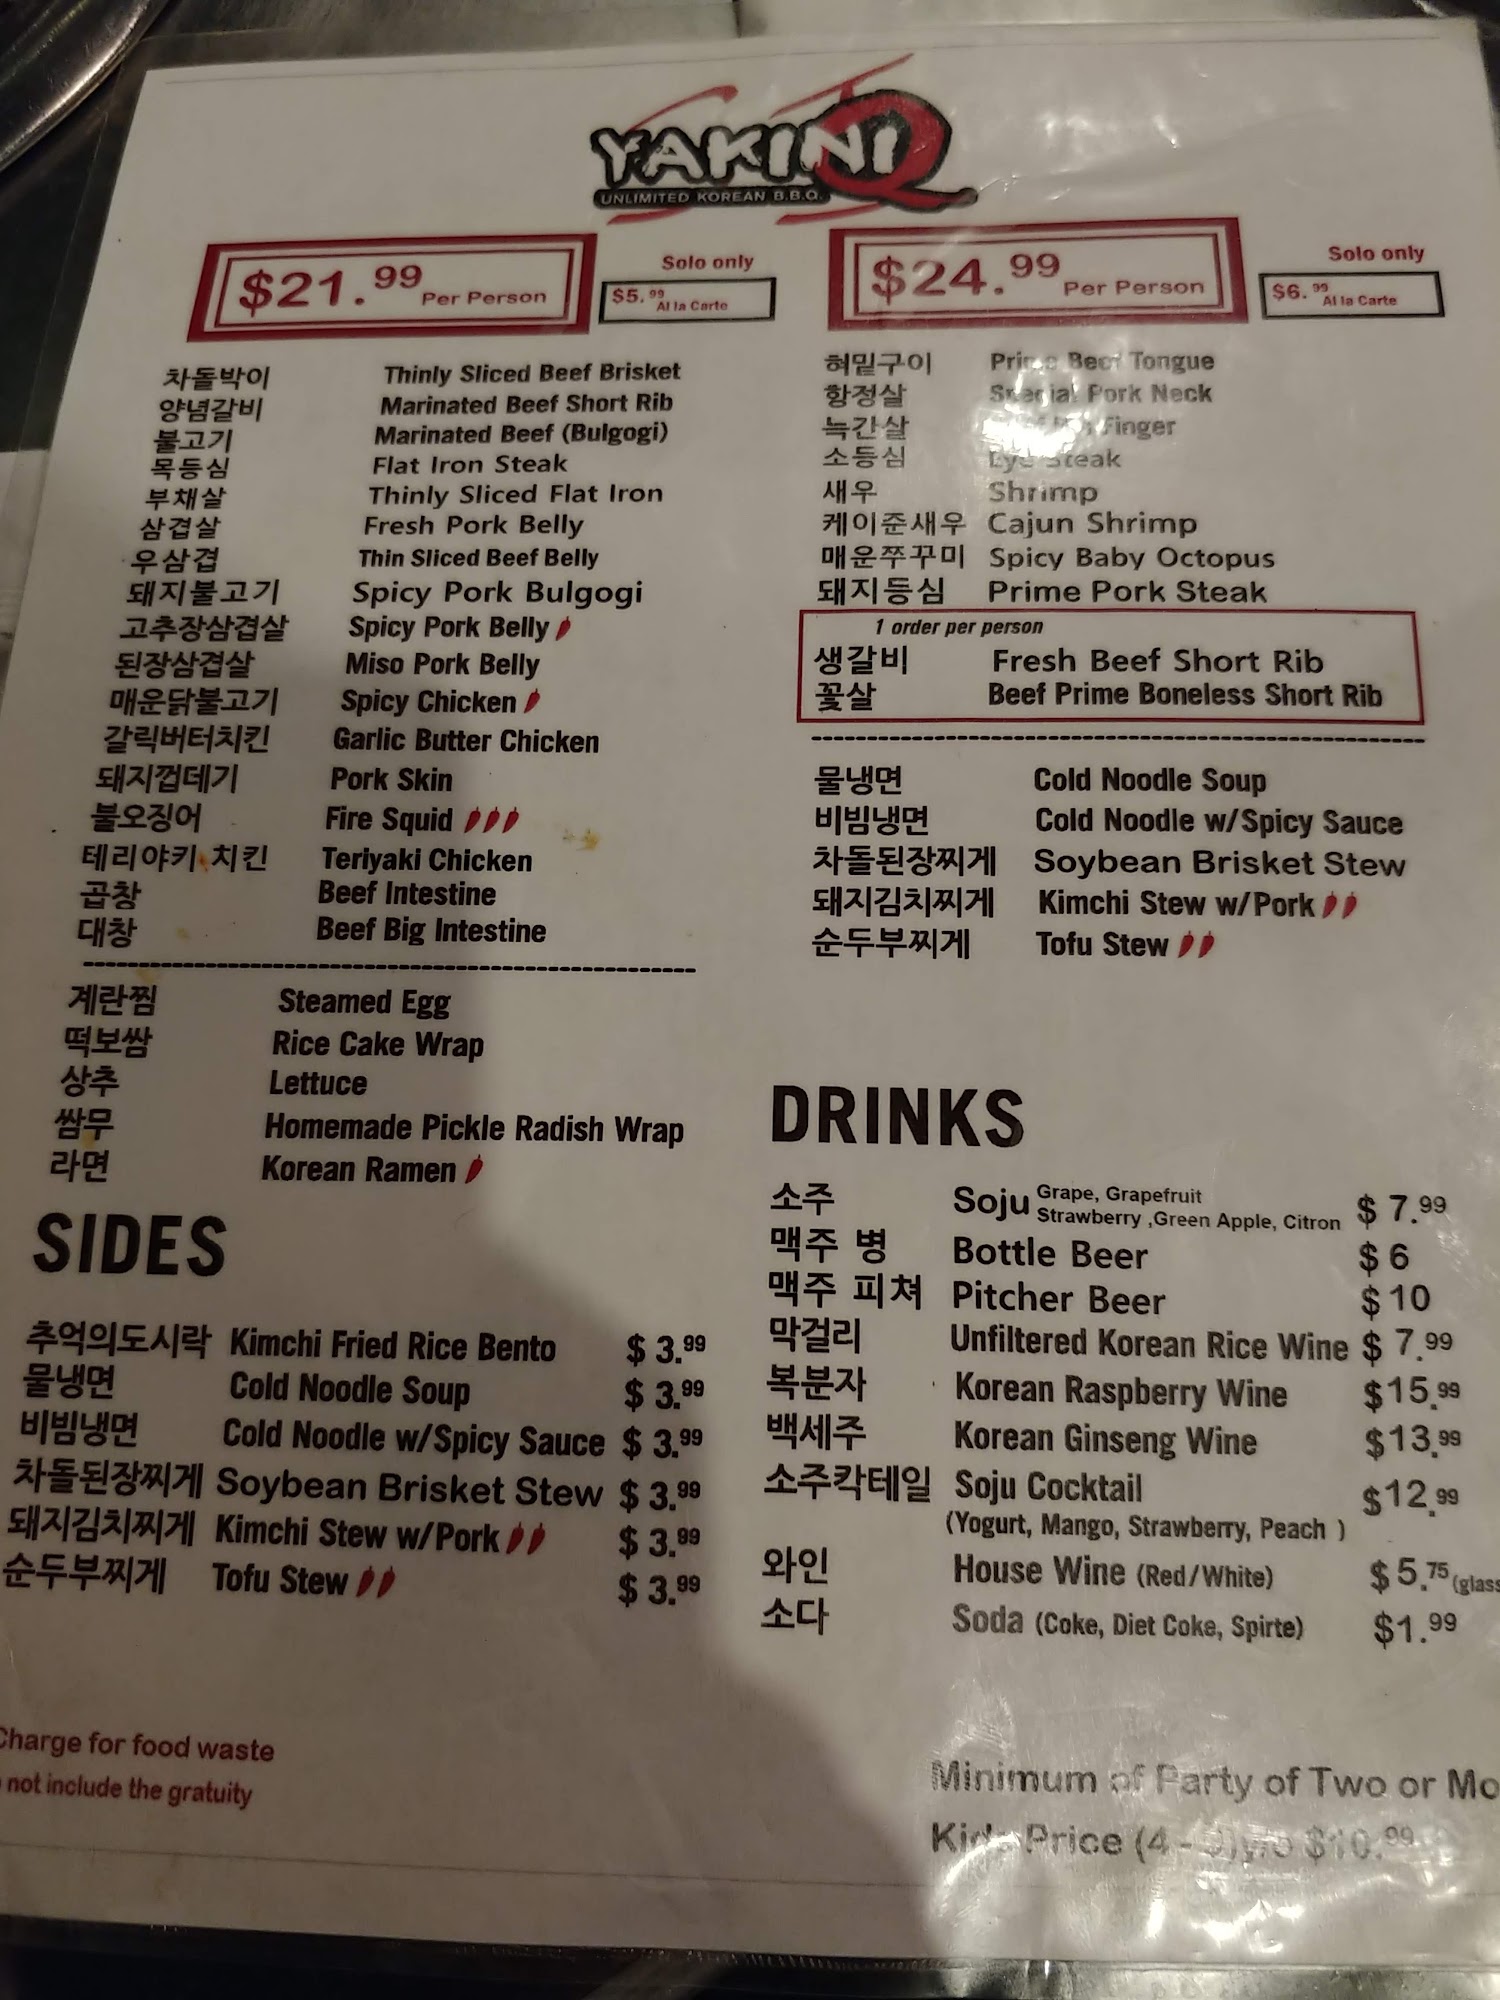 SJ
YAKINIQ
UNLIMITED KOREAN B.B.Q.
$21.99 Per Person
Solo only
$5.99 Al la Carte
차돌박이 Thinly Sliced Beef Brisket
양념갈비 Marinated Beef Short Rib
불고기 Marinated Beef (Bulgogi)
목등심 Flat Iron Steak
부채살 Thinly Sliced Flat Iron
삼겹살 Fresh Pork Belly
우삼겹 Thin Sliced Beef Belly
돼지불고기 Spicy Pork Bulgogi
고추장삼겹살 Spicy Pork Belly
된장삼겹살 Miso Pork Belly
매운닭불고기 Spicy Chicken
갈릭버터치킨 Garlic Butter Chicken
돼지껍데기 Pork Skin
불오징어 Fire Squid
테리야키 치킨 Teriyaki Chicken
곱창 Beef Intestine
대창 Beef Big Intestine
계란찜 Steamed Egg
떡보쌈 Rice Cake Wrap
상추 Lettuce
쌈무 Homemade Pickle Radish Wrap
라면 Korean Ramen
SIDES
추억의도시락 Kimchi Fried Rice Bento $ 3.99
물냉면 Cold Noodle Soup $ 3.99
비빔냉면 Cold Noodle w/Spicy Sauce $ 3.99
차돌된장찌게 Soybean Brisket Stew $ 3.99
돼지김치찌게 Kimchi Stew w/Pork $ 3.99
순두부찌게 Tofu Stew $ 3.99
Charge for food waste
not include the gratuity
$24.99 Per Person
Solo only
$6.99 Al la Carte
혀밑구이 Prime Beef Tongue
항정살 Special Pork Neck
늑간살 Finger
소등심 Eye Steak
새우 Shrimp
케이준새우 Cajun Shrimp
매운쭈꾸미 Spicy Baby Octopus
돼지등심 Prime Pork Steak
1 order per person
생갈비 Fresh Beef Short Rib
꽃살 Beef Prime Boneless Short Rib
물냉면 Cold Noodle Soup
비빔냉면 Cold Noodle w/Spicy Sauce
차돌된장찌게 Soybean Brisket Stew
돼지김치찌게 Kimchi Stew w/Pork
순두부찌게 Tofu Stew
DRINKS
소주 Soju Grape, Grapefruit
Strawberry ,Green Apple, Citron $ 7.99
맥주 병 Bottle Beer $ 6
맥주 피쳐 Pitcher Beer $ 10
막걸리 Unfiltered Korean Rice Wine $ 7.99
복분자 Korean Raspberry Wine $15.99
백세주 Korean Ginseng Wine $13.99
소주칵테일 Soju Cocktail $12.99
(Yogurt, Mango, Strawberry, Peach )
와인 House Wine (Red/White) $5.75 (glass
소다 Soda (Coke, Diet Coke, Spirte) $1.99
Minimum of Party of Two or Mo
Kids Price (4 - y/o $10.99